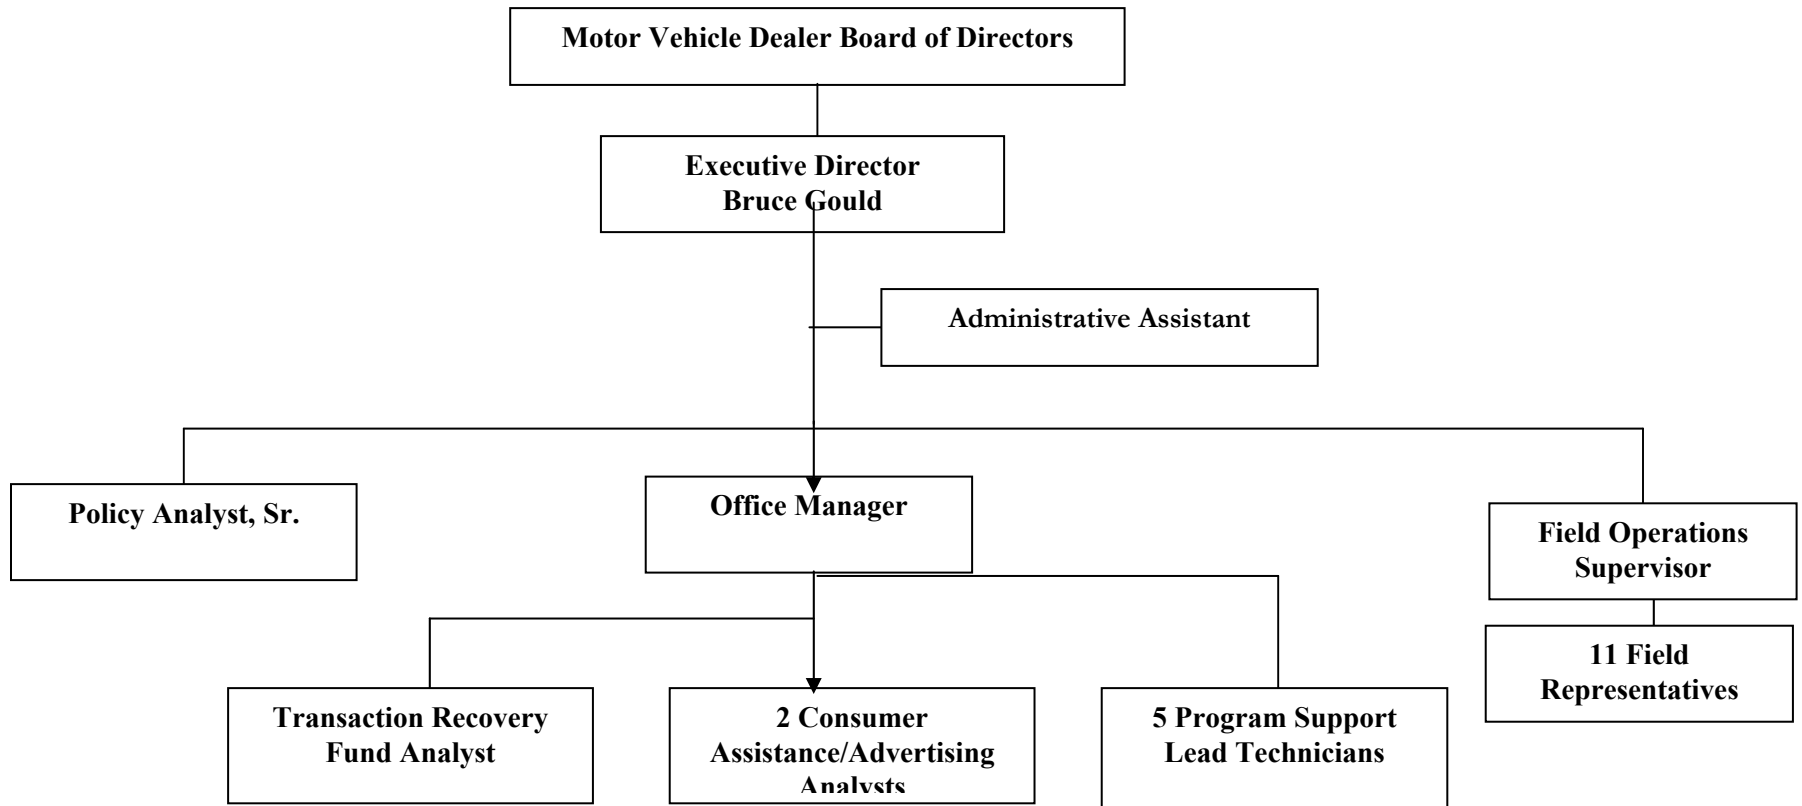 Motor Vehicle Dealer Board of Directors
Executive Director
Bruce Gould
Administrative Assistant
Policy Analyst, Sr.
Office Manager
Field Operations
Supervisor
11 Field
Representatives
Transaction Recovery
Fund Analyst
2 Consumer
Assistance/Advertising
Analysts
5 Program Support
Lead Technicians